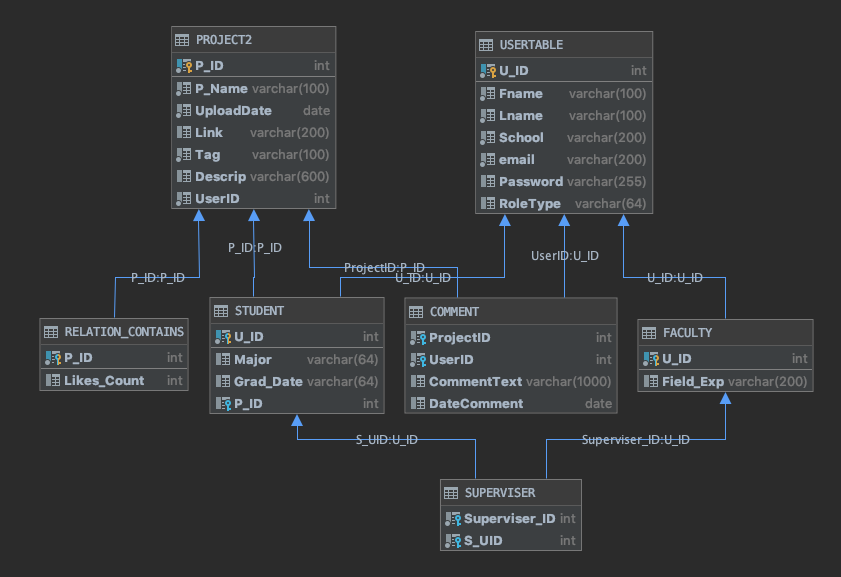 PROJECT2
P_ID int
P_Name varchar(100)
UploadDate date
Link varchar(200)
Tag varchar(100)
Descrip varchar(600)
UserID int
USERTABLE
U_ID int
Fname varchar(100)
Lname varchar(100)
School varchar(200)
email varchar(200)
Password varchar(255)
RoleType varchar(64)
P_ID:P_ID
UserID:U_ID
ProjectID:P_ID
P_ID:P_ID
U_ID:U_ID
U_ID:U_ID
RELATION_CONTAINS
P_ID int
Likes_Count int
STUDENT
U_ID int
Major varchar(64)
Grad_Date varchar(64)
P_ID int
COMMENT
ProjectID int
UserID int
CommentText varchar(1000)
DateComment date
FACULTY
U_ID int
Field_Exp varchar(200)
S_UID:U_ID
Superviser_ID:U_ID
SUPERVISER
Superviser_ID int
S_UID int